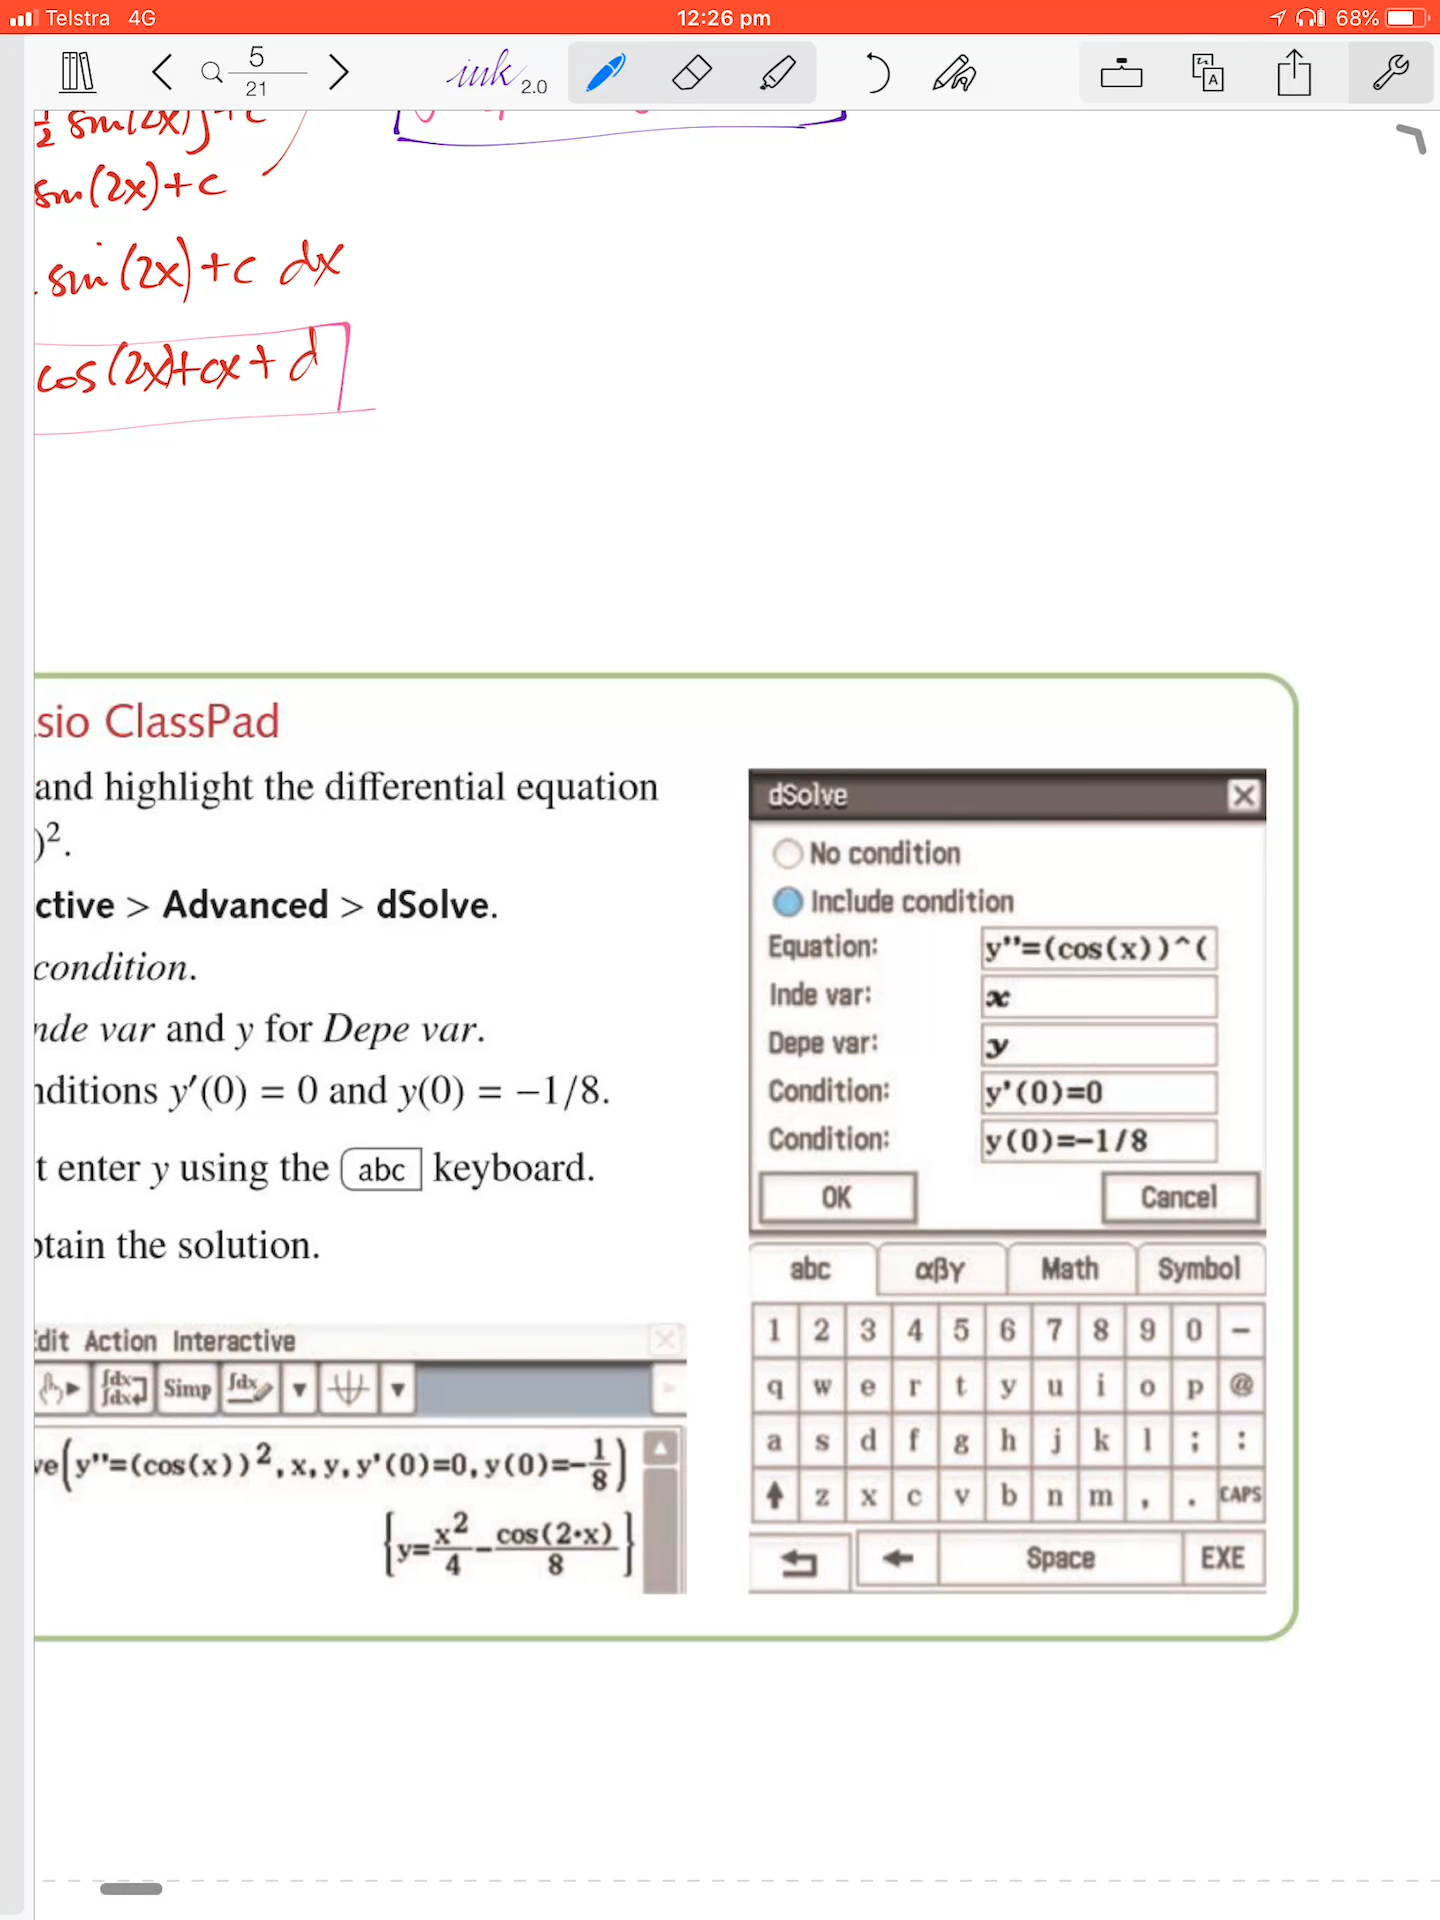 Telstra 4G 12:26 pm 68%
5
21
ink 2.0
A
sin(2x)+c
sin(2x)+c dx
cos(2x)+cx+d
sio ClassPad
and highlight the differential equation
)².
ctive > Advanced > dSolve.
condition.
nde var and y for Depe var.
nditions y′(0) = 0 and y(0) = −1/8.
t enter y using the abc keyboard.
btain the solution.
dit Action Interactive
∫dx ∫dx Simp ∫dx
ve(y''=(cos(x))²,x,y,y'(0)=0,y(0)=-1/8)
{y=x²/4-cos(2·x)/8}
dSolve
No condition
Include condition
Equation: y''=(cos(x))^(
Inde var: x
Depe var: y
Condition: y'(0)=0
Condition: y(0)=-1/8
OK Cancel
abc αβγ Math Symbol
1 2 3 4 5 6 7 8 9 0 -
q w e r t y u i o p @
a s d f g h j k l ; :
z x c v b n m , . CAPS
Space EXE